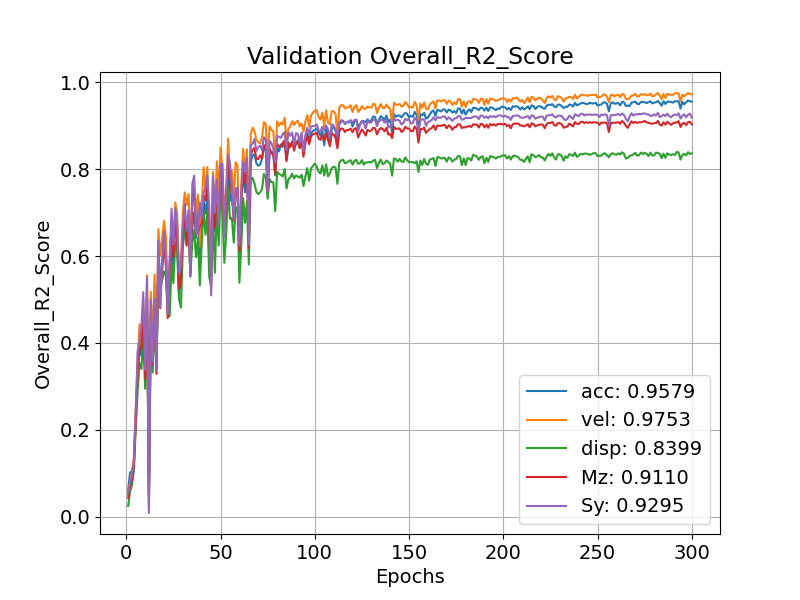 Validation Overall_R2_Score
Overall_R2_Score
1.0
0.8
0.6
0.4
0.2
0.0
acc: 0.9579
vel: 0.9753
disp: 0.8399
Mz: 0.9110
Sy: 0.9295
0 50 100 150 200 250 300
Epochs